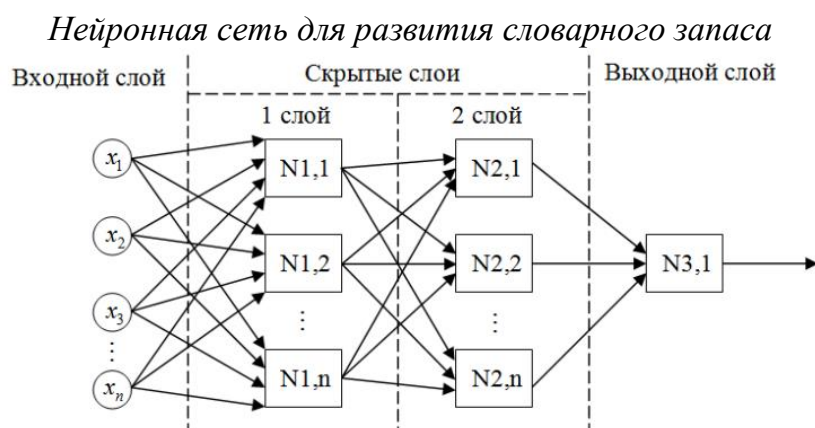 Нейронная сеть для развития словарного запаса
Входной слой Скрытые слои Выходной слой
1 слой 2 слой
x₁ N1,1 N2,1
x₂ N1,2 N2,2 N3,1
x₃
xₙ N1,n N2,n